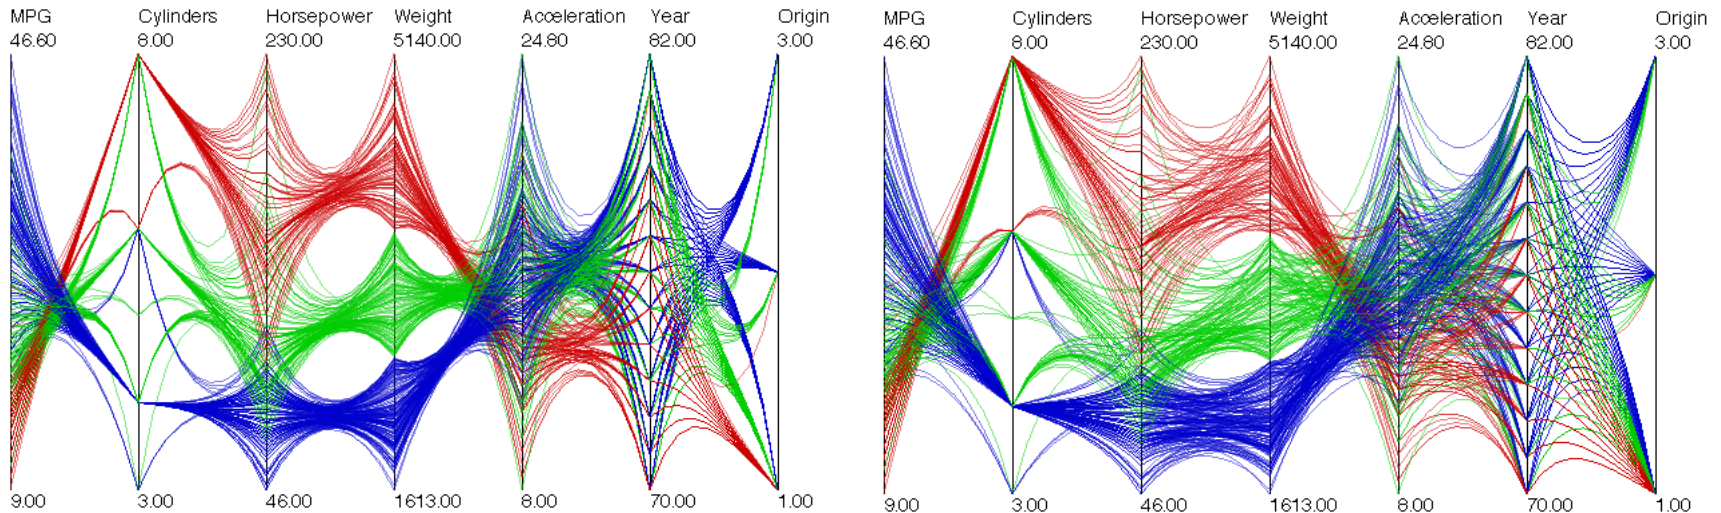 MPG Cylinders Horsepower Weight Acceleration Year Origin
46.60 8.00 230.00 5140.00 24.80 82.00 3.00
9.00 3.00 46.00 1613.00 8.00 70.00 1.00
MPG Cylinders Horsepower Weight Acceleration Year Origin
46.60 8.00 230.00 5140.00 24.80 82.00 3.00
9.00 3.00 46.00 1613.00 8.00 70.00 1.00